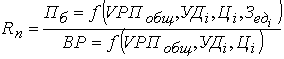 Rп = Пб = f(VРПобщ,УДi,Цi,Зедi)
ВР = f(VРПобщ,УДi,Цi)